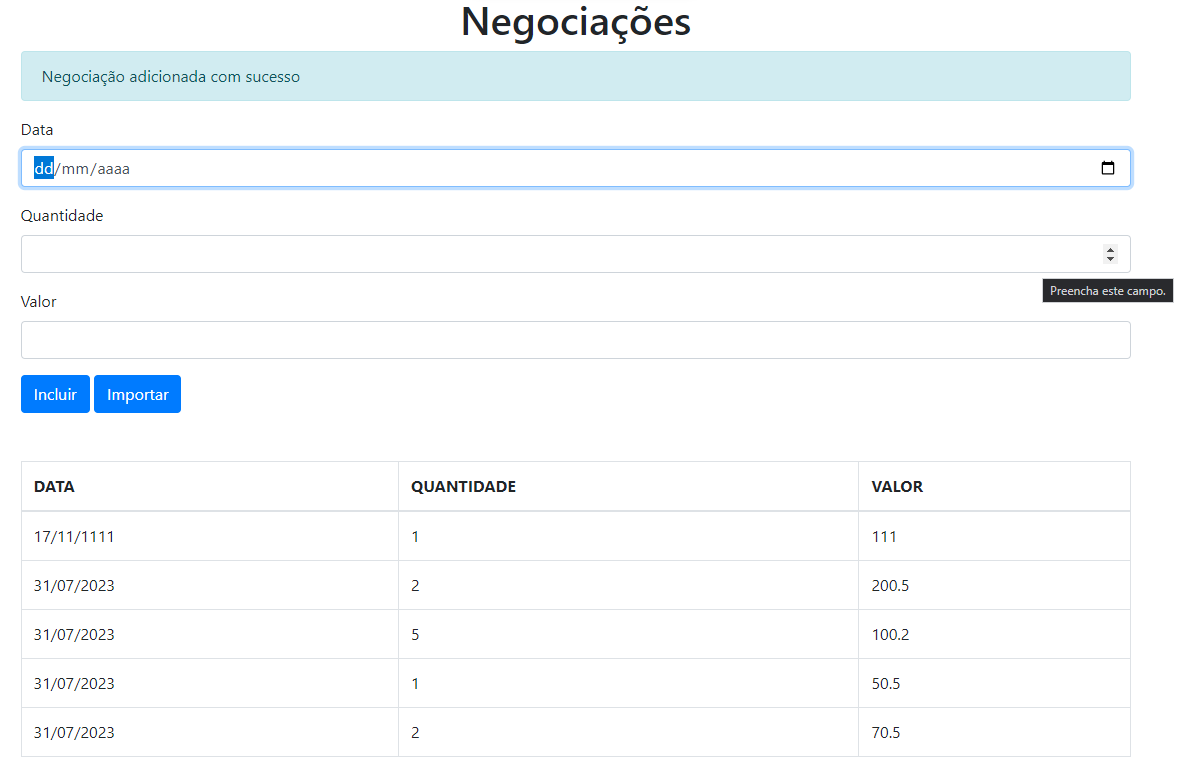 Negociações
Negociação adicionada com sucesso
Data
dd/mm/aaaa
Quantidade
Preencha este campo.
Valor
Incluir Importar
DATA QUANTIDADE VALOR
17/11/1111 1 111
31/07/2023 2 200.5
31/07/2023 5 100.2
31/07/2023 1 50.5
31/07/2023 2 70.5